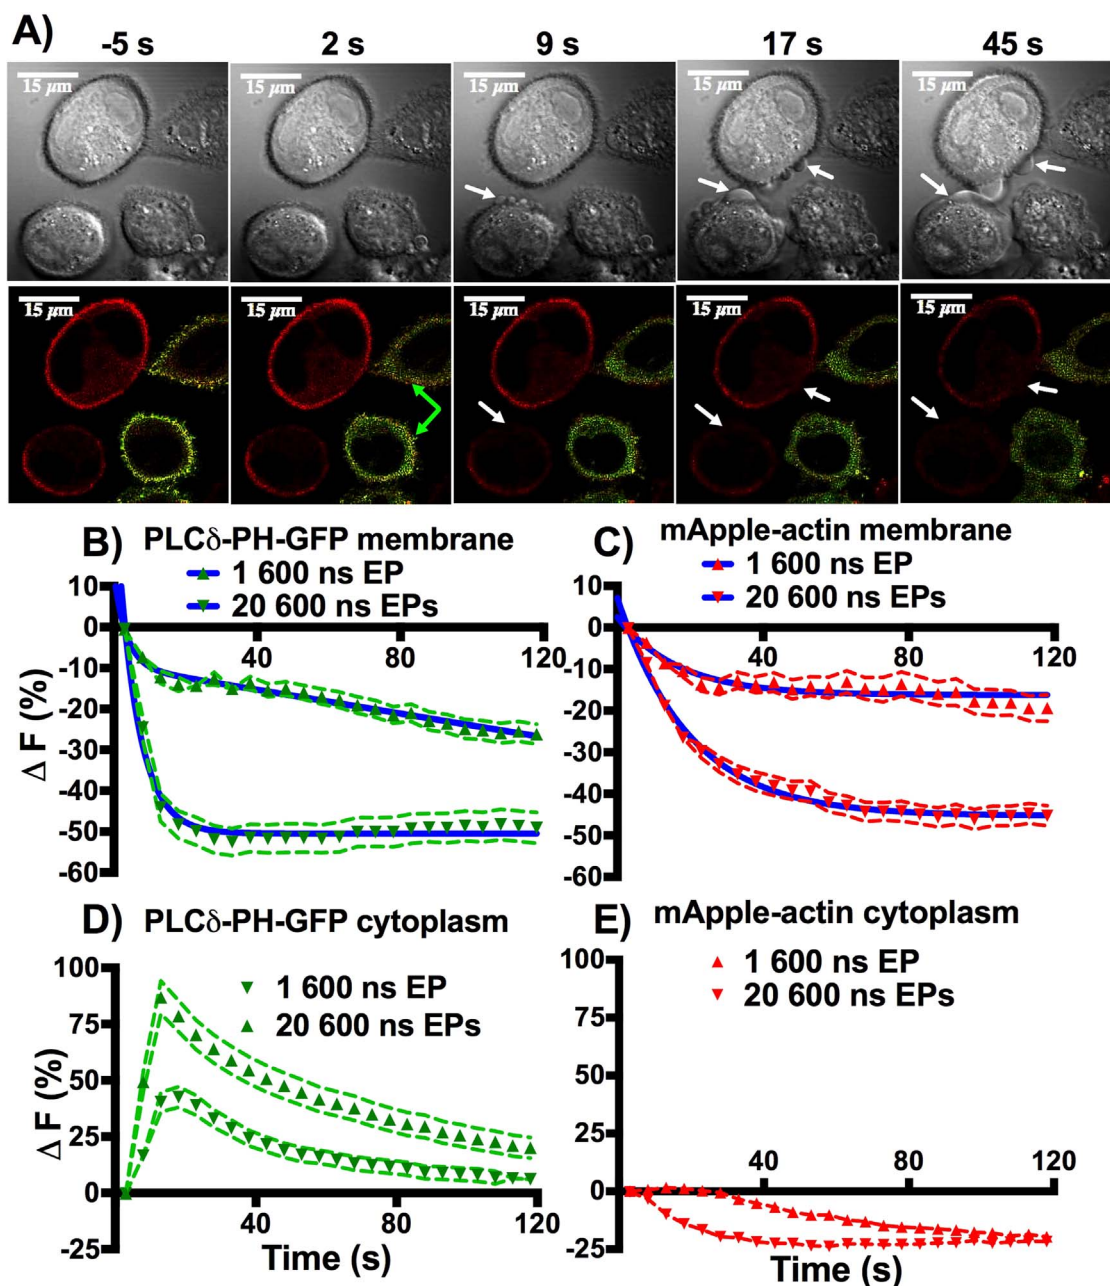 A)
-5 s 2 s 9 s 17 s 45 s
15 µm 15 µm 15 µm 15 µm 15 µm
15 µm 15 µm 15 µm 15 µm 15 µm
B) PLCδ-PH-GFP membrane
1 600 ns EP
20 600 ns EPs
10
0
-10
-20
-30
-40
-50
-60
40 80 120
Δ F (%)
C) mApple-actin membrane
1 600 ns EP
20 600 ns EPs
10
0
-10
-20
-30
-40
-50
-60
40 80 120
D) PLCδ-PH-GFP cytoplasm
1 600 ns EP
20 600 ns EPs
100
75
50
25
0
-25
40 80 120
Δ F (%)
Time (s)
E) mApple-actin cytoplasm
1 600 ns EP
20 600 ns EPs
100
75
50
25
0
-25
40 80 120
Time (s)